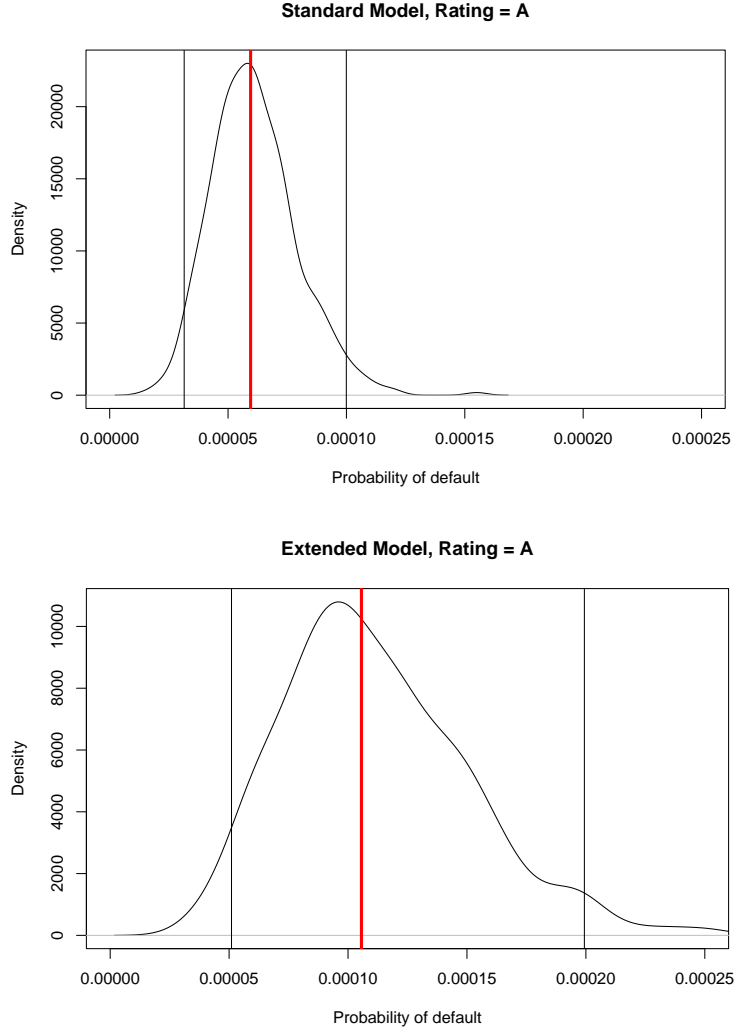 Standard Model, Rating = A
Density
20000
15000
10000
5000
0
0.00000 0.00005 0.00010 0.00015 0.00020 0.00025
Probability of default
Extended Model, Rating = A
Density
10000
8000
6000
4000
2000
0
0.00000 0.00005 0.00010 0.00015 0.00020 0.00025
Probability of default